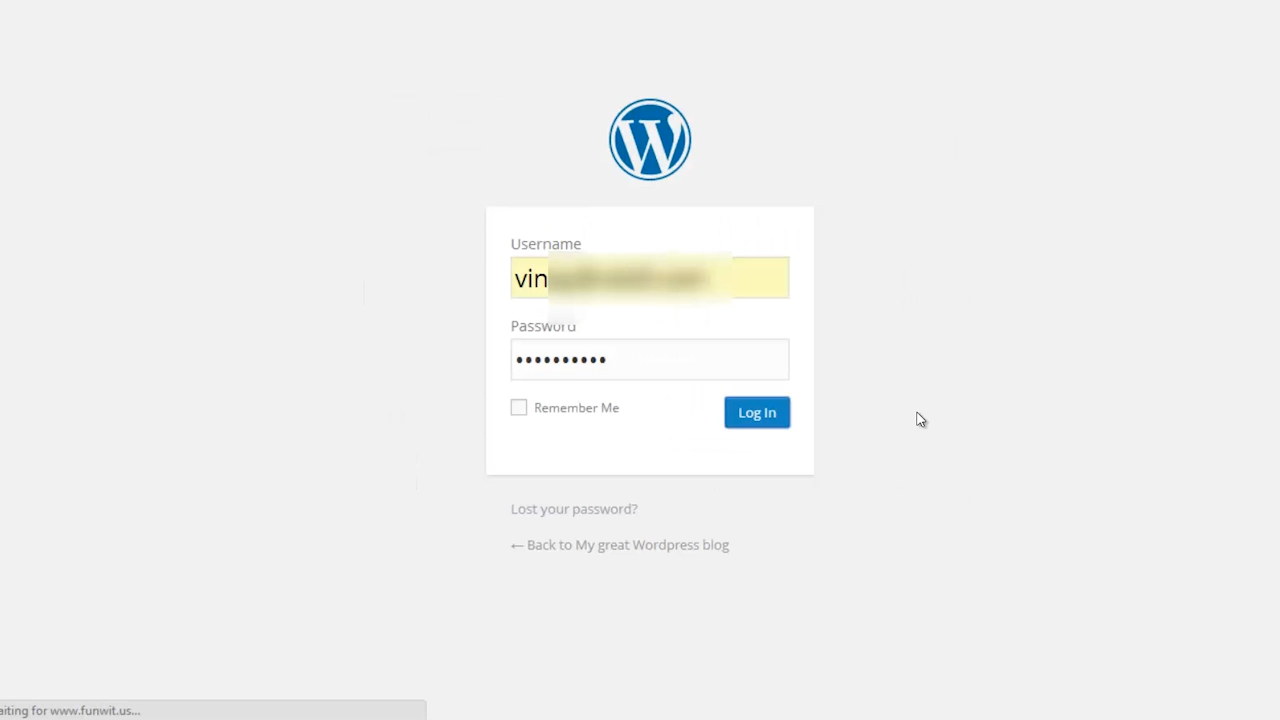 Username
Password
••••••••••
Remember Me
Log In
Lost your password?
← Back to My great Wordpress blog
aiting for www.funwit.us...